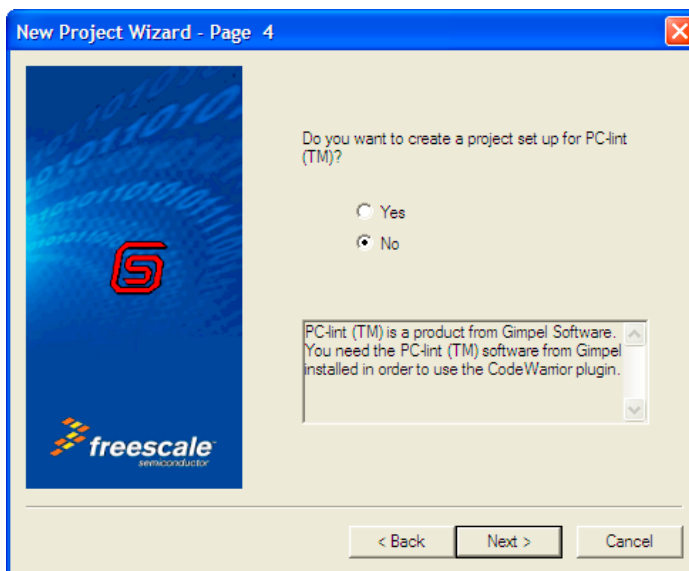 New Project Wizard - Page 4
Do you want to create a project set up for PC-lint
(TM)?
Yes
No
PC-lint (TM) is a product from Gimpel Software.
You need the PC-lint (TM) software from Gimpel
installed in order to use the CodeWarrior plugin.
freescale
semiconductor
< Back
Next >
Cancel